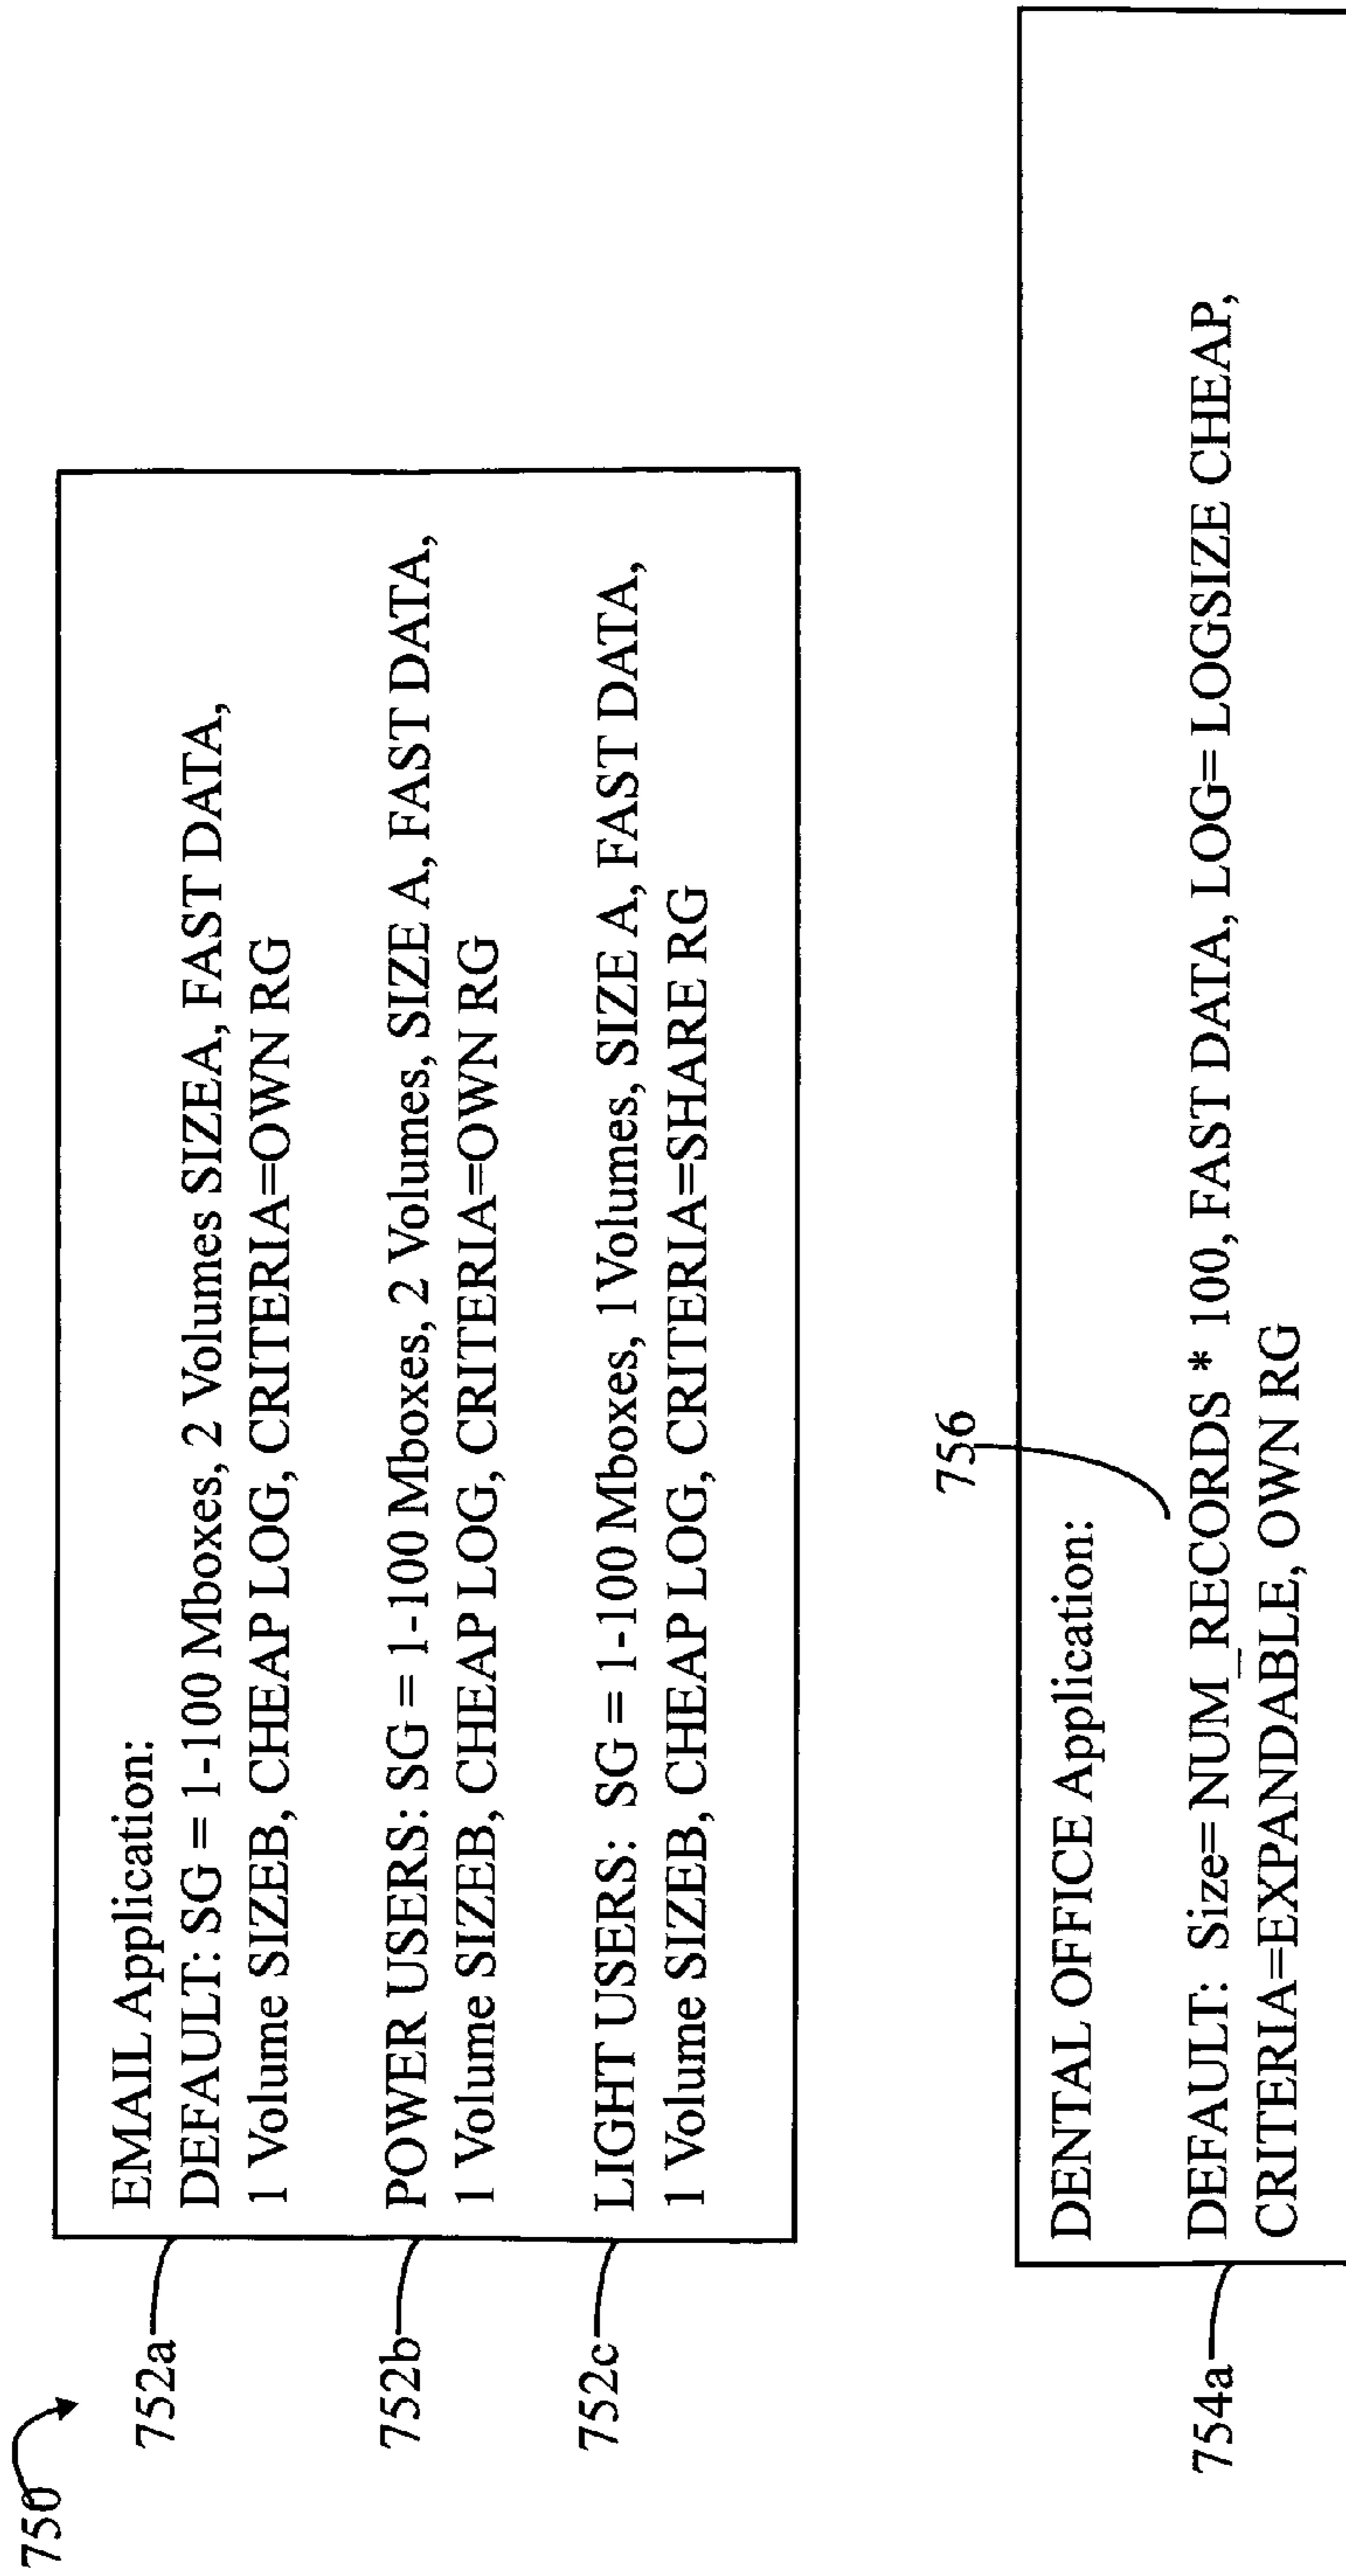 750
752a
EMAIL Application:
DEFAULT: SG = 1-100 Mboxes, 2 Volumes SIZEA, FAST DATA,
1 Volume SIZEB, CHEAP LOG, CRITERIA=OWN RG
752b
POWER USERS: SG = 1-100 Mboxes, 2 Volumes, SIZE A, FAST DATA,
1 Volume SIZEB, CHEAP LOG, CRITERIA=OWN RG
752c
LIGHT USERS: SG = 1-100 Mboxes, 1Volumes, SIZE A, FAST DATA,
1 Volume SIZEB, CHEAP LOG, CRITERIA=SHARE RG
756
DENTAL OFFICE Application:
754a
DEFAULT: Size= NUM_RECORDS * 100, FAST DATA, LOG= LOGSIZE CHEAP,
CRITERIA=EXPANDABLE, OWN RG